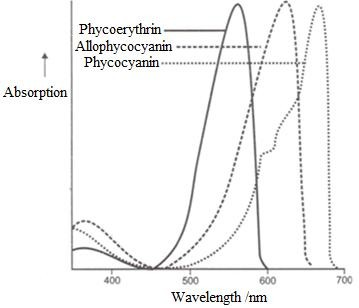 Phycoerythrin
Allophycocyanin
Phycocyanin
Absorption
400 500 600 700
Wavelength /nm